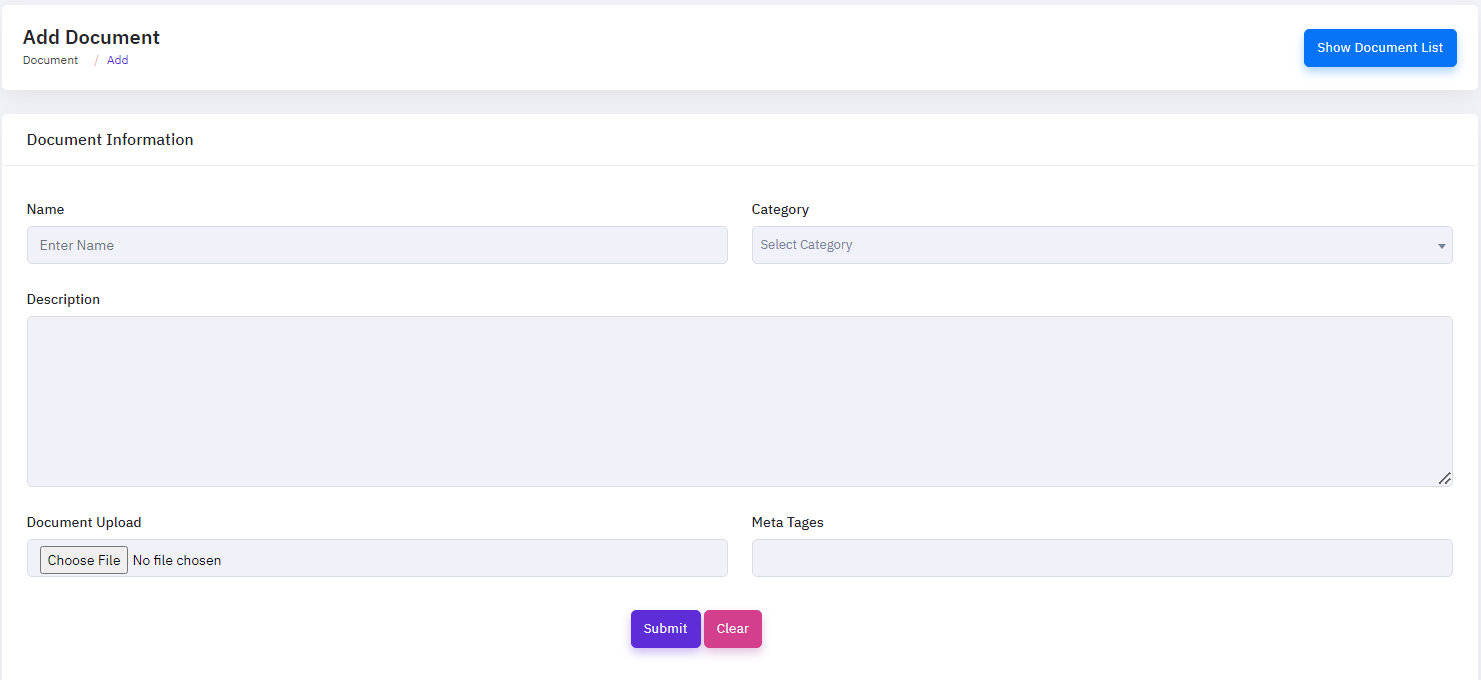 Add Document
Document / Add
Show Document List
Document Information
Name
Category
Enter Name
Select Category
Description
Document Upload
Meta Tages
Choose File No file chosen
Submit
Clear